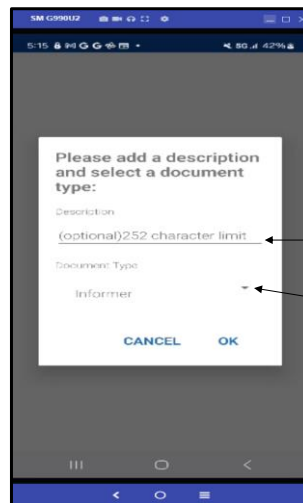 SM G990U2
5:15 G G
5G 42%
Please add a description
and select a document
type:
Description
(optional)252 character limit
Document Type
Informer
CANCEL OK